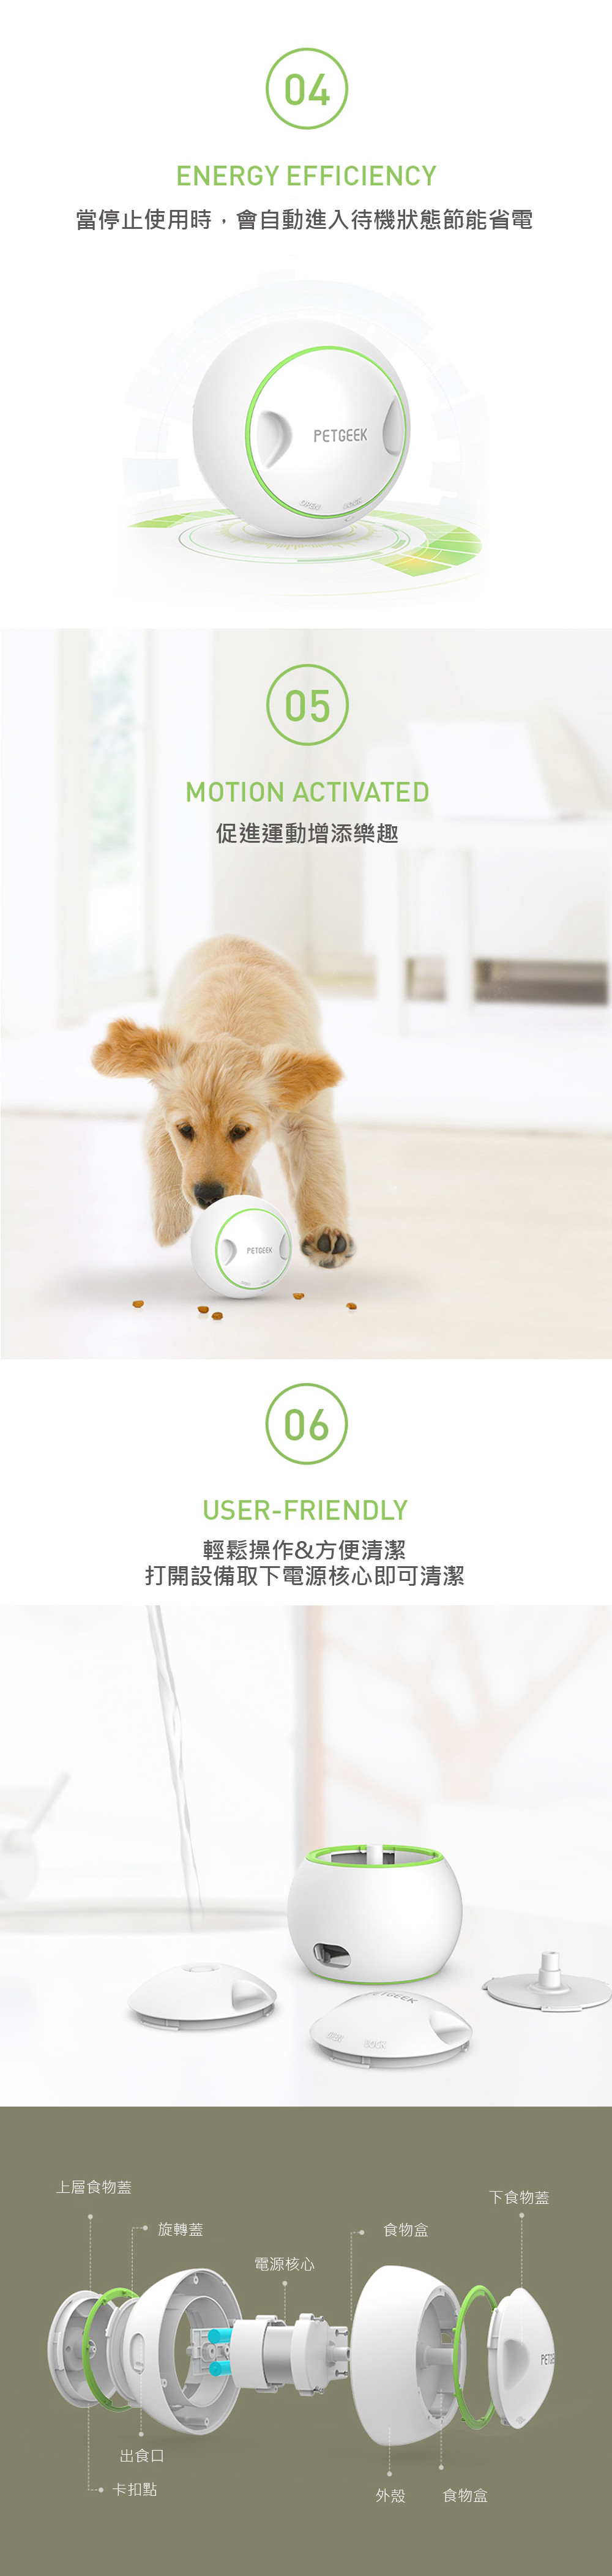 04
ENERGY EFFICIENCY
當停止使用時，會自動進入待機狀態節能省電
PETGEEK
OPEN LOCK
05
MOTION ACTIVATED
促進運動增添樂趣
PETGEEK
06
USER-FRIENDLY
輕鬆操作&方便清潔
打開設備取下電源核心即可清潔
PETGEEK
LOCK
上層食物蓋
下食物蓋
旋轉蓋
食物盒
電源核心
出食口
卡扣點
外殼
食物盒